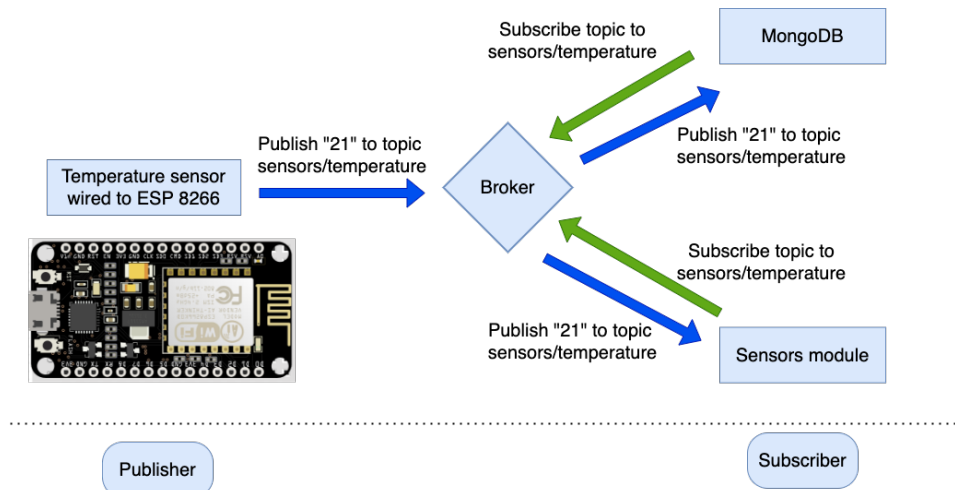 Subscribe topic to
sensors/temperature
MongoDB
Publish "21" to topic
sensors/temperature
Publish "21" to topic
sensors/temperature
Temperature sensor
wired to ESP 8266
Broker
Subscribe topic to
sensors/temperature
Publish "21" to topic
sensors/temperature
Sensors module
WiFi
Publisher
Subscriber